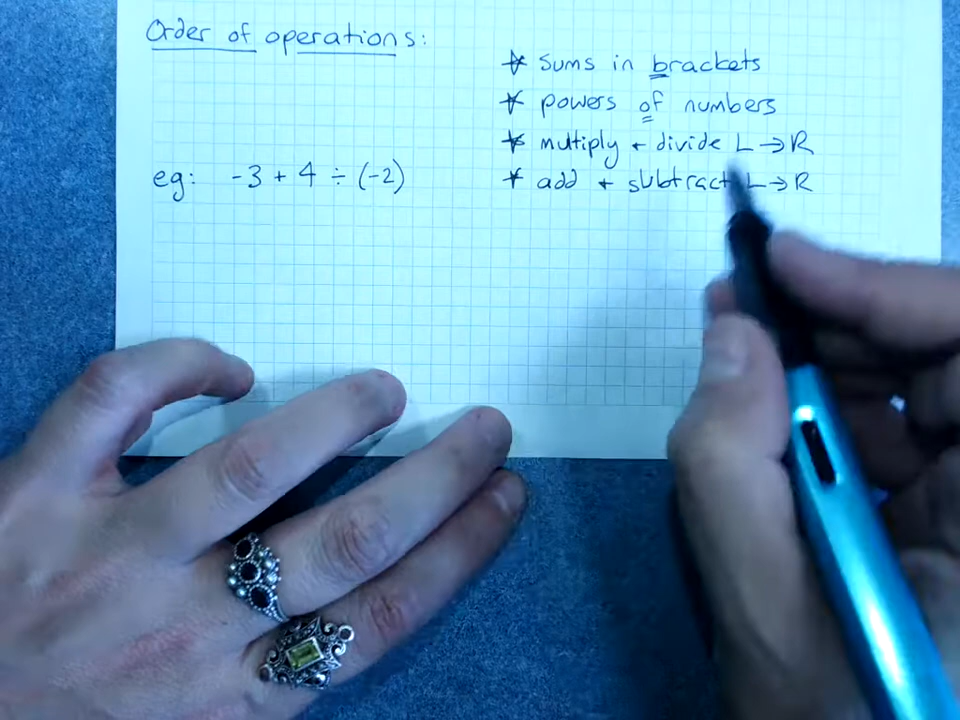 Order of operations:
* sums in brackets
* powers of numbers
* multiply + divide L → R
* add + subtract L → R
eg: -3 + 4 ÷ (-2)